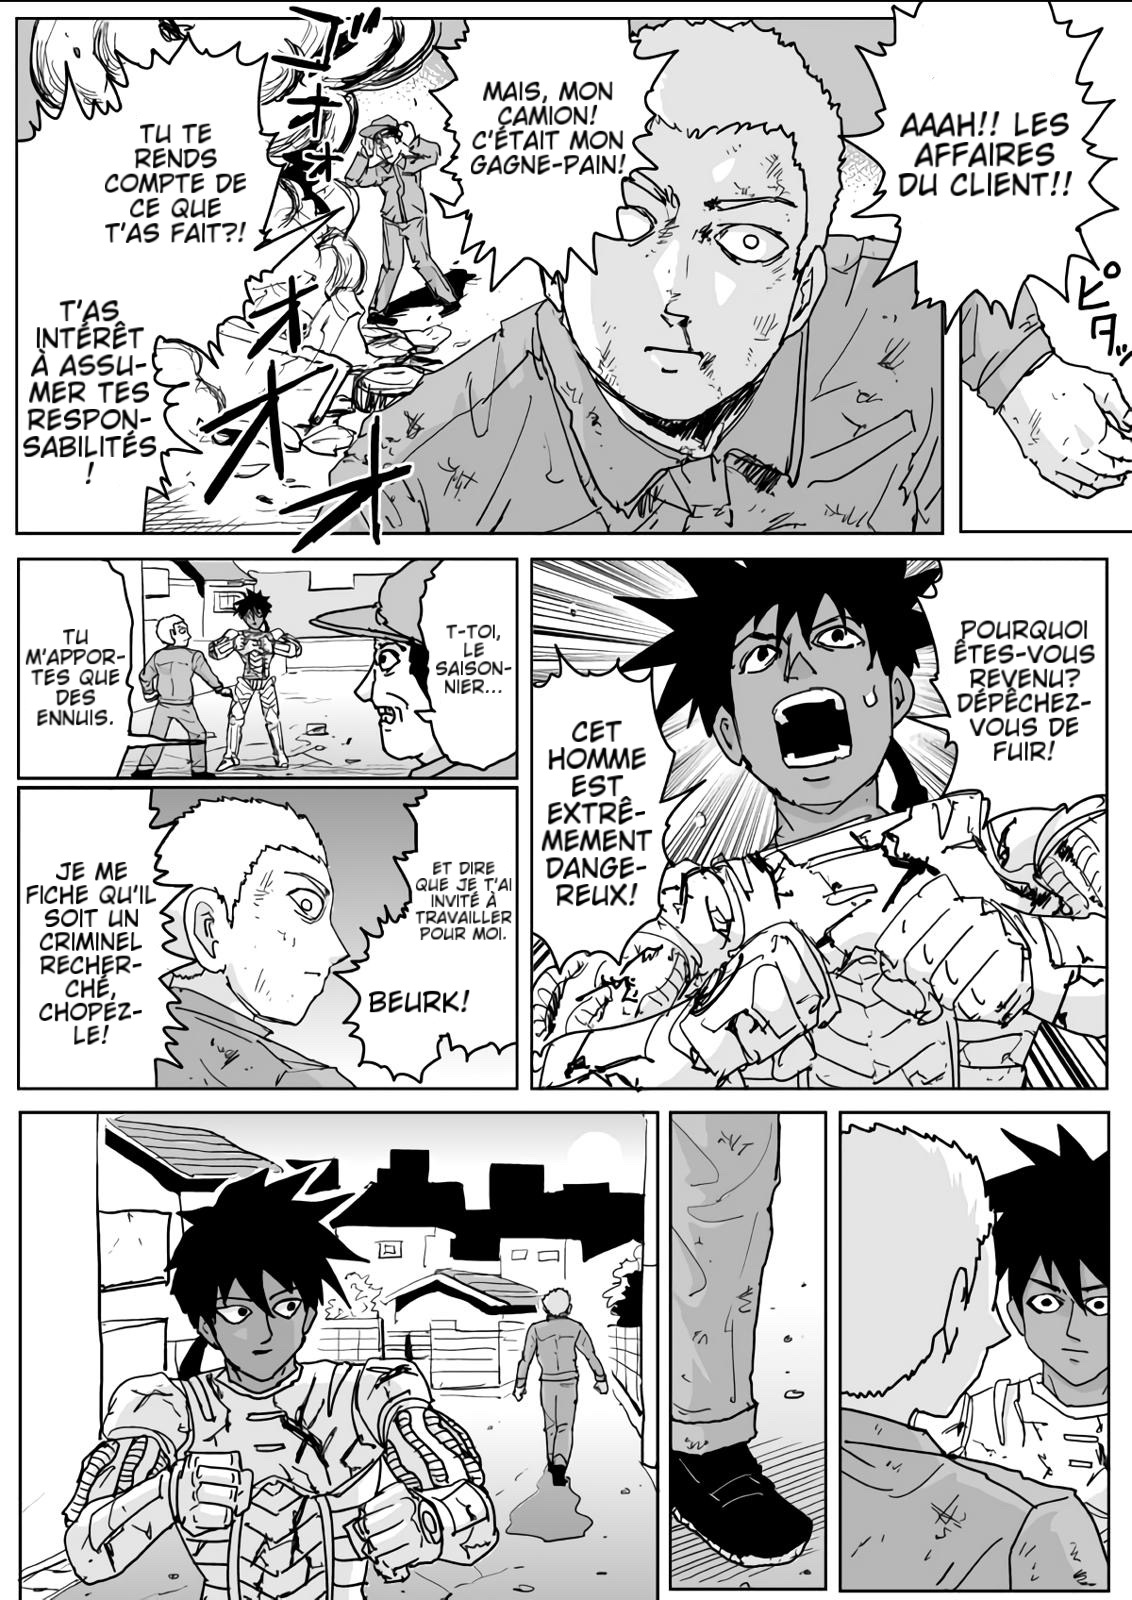 AAAH!! LES
AFFAIRES
DU CLIENT!!
ピタッ
MAIS, MON
CAMION!
C'ÉTAIT MON
GAGNE-PAIN!
TU TE
RENDS
COMPTE DE
CE QUE
T'AS FAIT?!
T'AS
INTÉRÊT
À ASSU-
MER TES
RESPON-
SABILITÉS
!
POURQUOI
ÊTES-VOUS
REVENU?
DÉPÊCHEZ-
VOUS DE
FUIR!
CET
HOMME
EST
EXTRÊ-
MEMENT
DANGE-
REUX!
T-TOI,
LE
SAISON-
NIER...
TU
M'APPOR-
TES QUE
DES
ENNUIS.
ET DIRE
QUE JE T'AI
INVITÉ À
TRAVAILLER
POUR MOI.
BEURK!
JE ME
FICHE QU'IL
SOIT UN
CRIMINEL
RECHER-
CHÉ,
CHOPEZ-
LE!